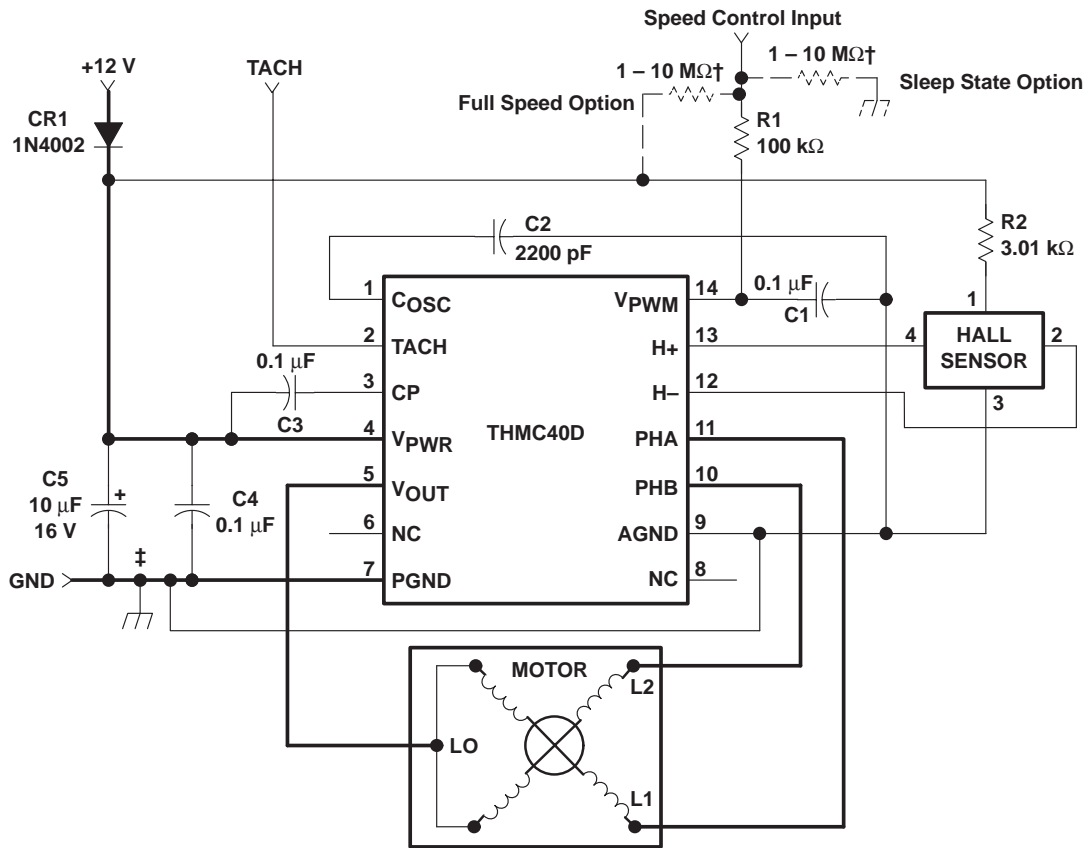 Speed Control Input
+12 V
TACH
1 – 10 MΩ†
1 – 10 MΩ†
Full Speed Option
Sleep State Option
CR1
1N4002
R1
100 kΩ
C2
2200 pF
R2
3.01 kΩ
1
COSC
VPWM
14
0.1 µF
C1
1
2
TACH
H+
13
4
HALL
SENSOR
2
0.1 µF
C3
3
CP
H–
12
3
4
VPWR
THMC40D
PHA
11
C5
10 µF
16 V
+
C4
0.1 µF
5
VOUT
PHB
10
6
NC
AGND
9
‡
GND
7
PGND
NC
8
MOTOR
L2
LO
L1